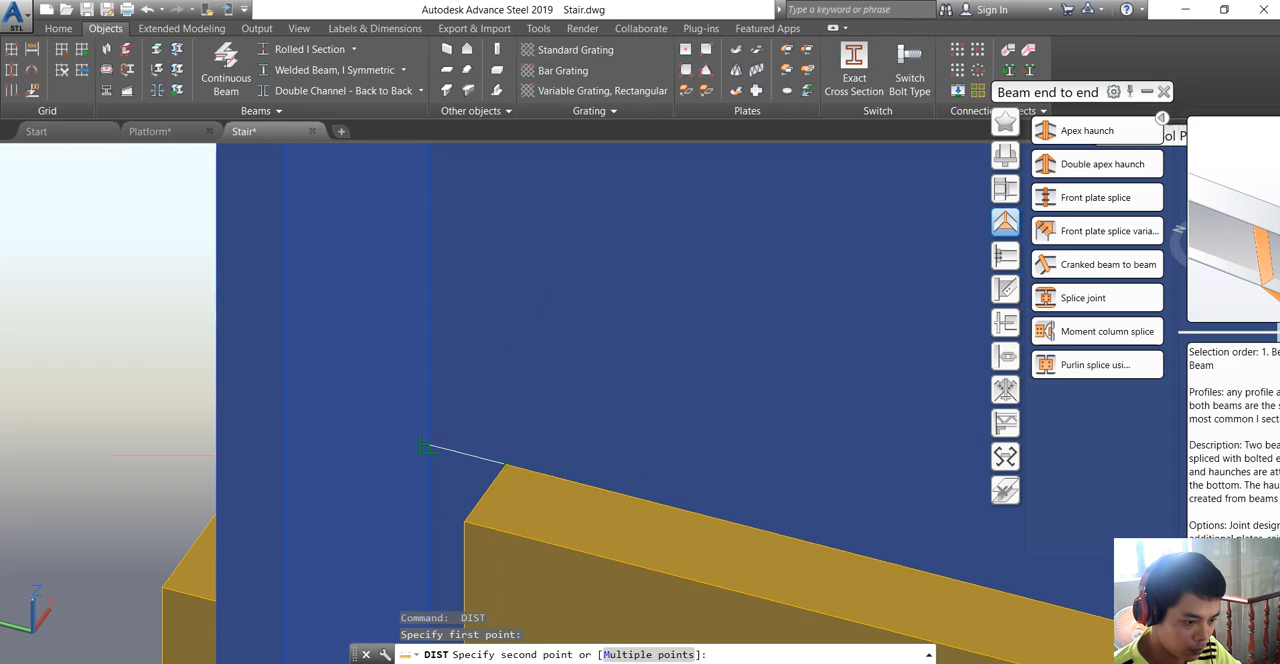 Autodesk Advance Steel 2019 Stair.dwg
Type a keyword or phrase
Sign In
STL
Home
Objects
Extended Modeling
Output
View
Labels & Dimensions
Export & Import
Tools
Render
Collaborate
Plug-ins
Featured Apps
Continuous
Beam
Rolled I Section
Welded Beam, I Symmetric
Double Channel - Back to Back
Standard Grating
Bar Grating
Variable Grating, Rectangular
Exact
Cross Section
Switch
Bolt Type
Grid
Beams
Other objects
Grating
Plates
Switch
Connec
Beam end to end
Start
Platform*
Stair*
ol P
Apex haunch
Double apex haunch
Front plate splice
Front plate splice varia...
Cranked beam to beam
Splice joint
Moment column splice
Purlin splice usi...
Selection order: 1. Be
Beam
Profiles: any profile a
both beams are the s
most common I sect
Description: Two bea
spliced with bolted e
and haunches are att
the bottom. The hau
created from beams
Options: Joint design
Z
Command: DIST
Specify first point:
DIST Specify second point or [Multiple points]: